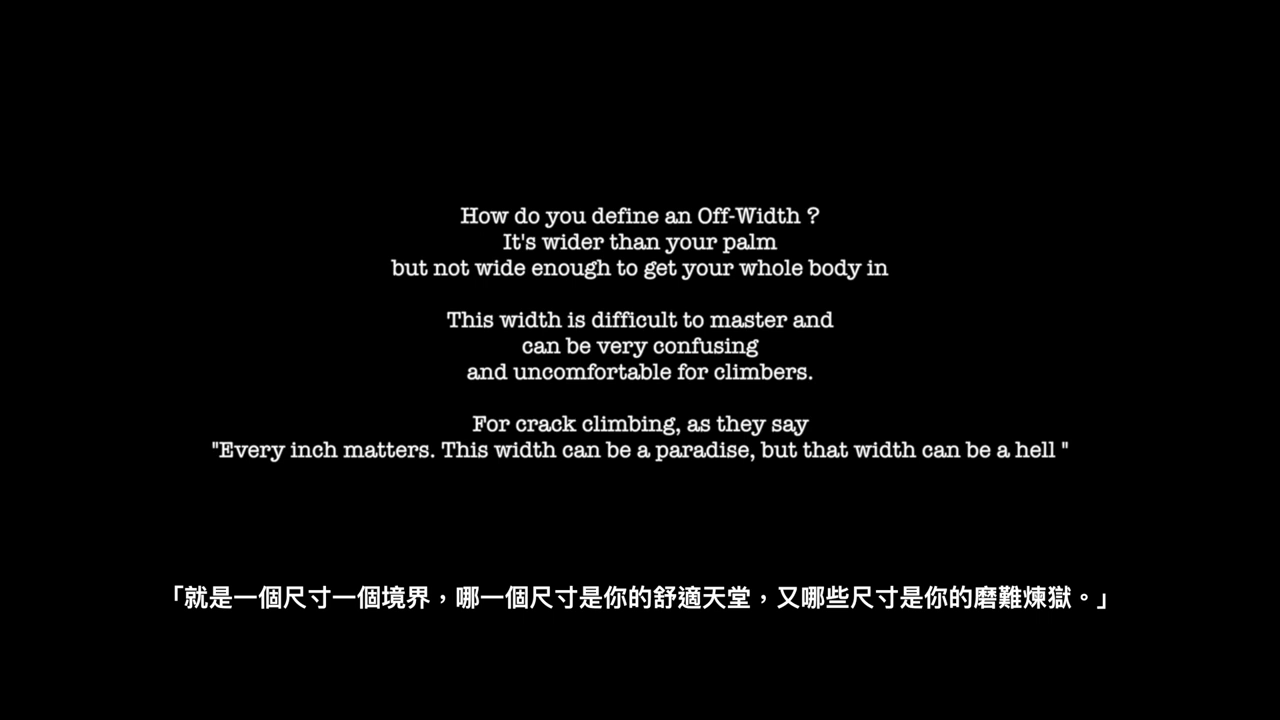 How do you define an Off-Width ?
It's wider than your palm
but not wide enough to get your whole body in
This width is difficult to master and
can be very confusing
and uncomfortable for climbers.
For crack climbing, as they say
"Every inch matters. This width can be a paradise, but that width can be a hell "
「就是一個尺寸一個境界，哪一個尺寸是你的舒適天堂，又哪些尺寸是你的磨難煉獄。」